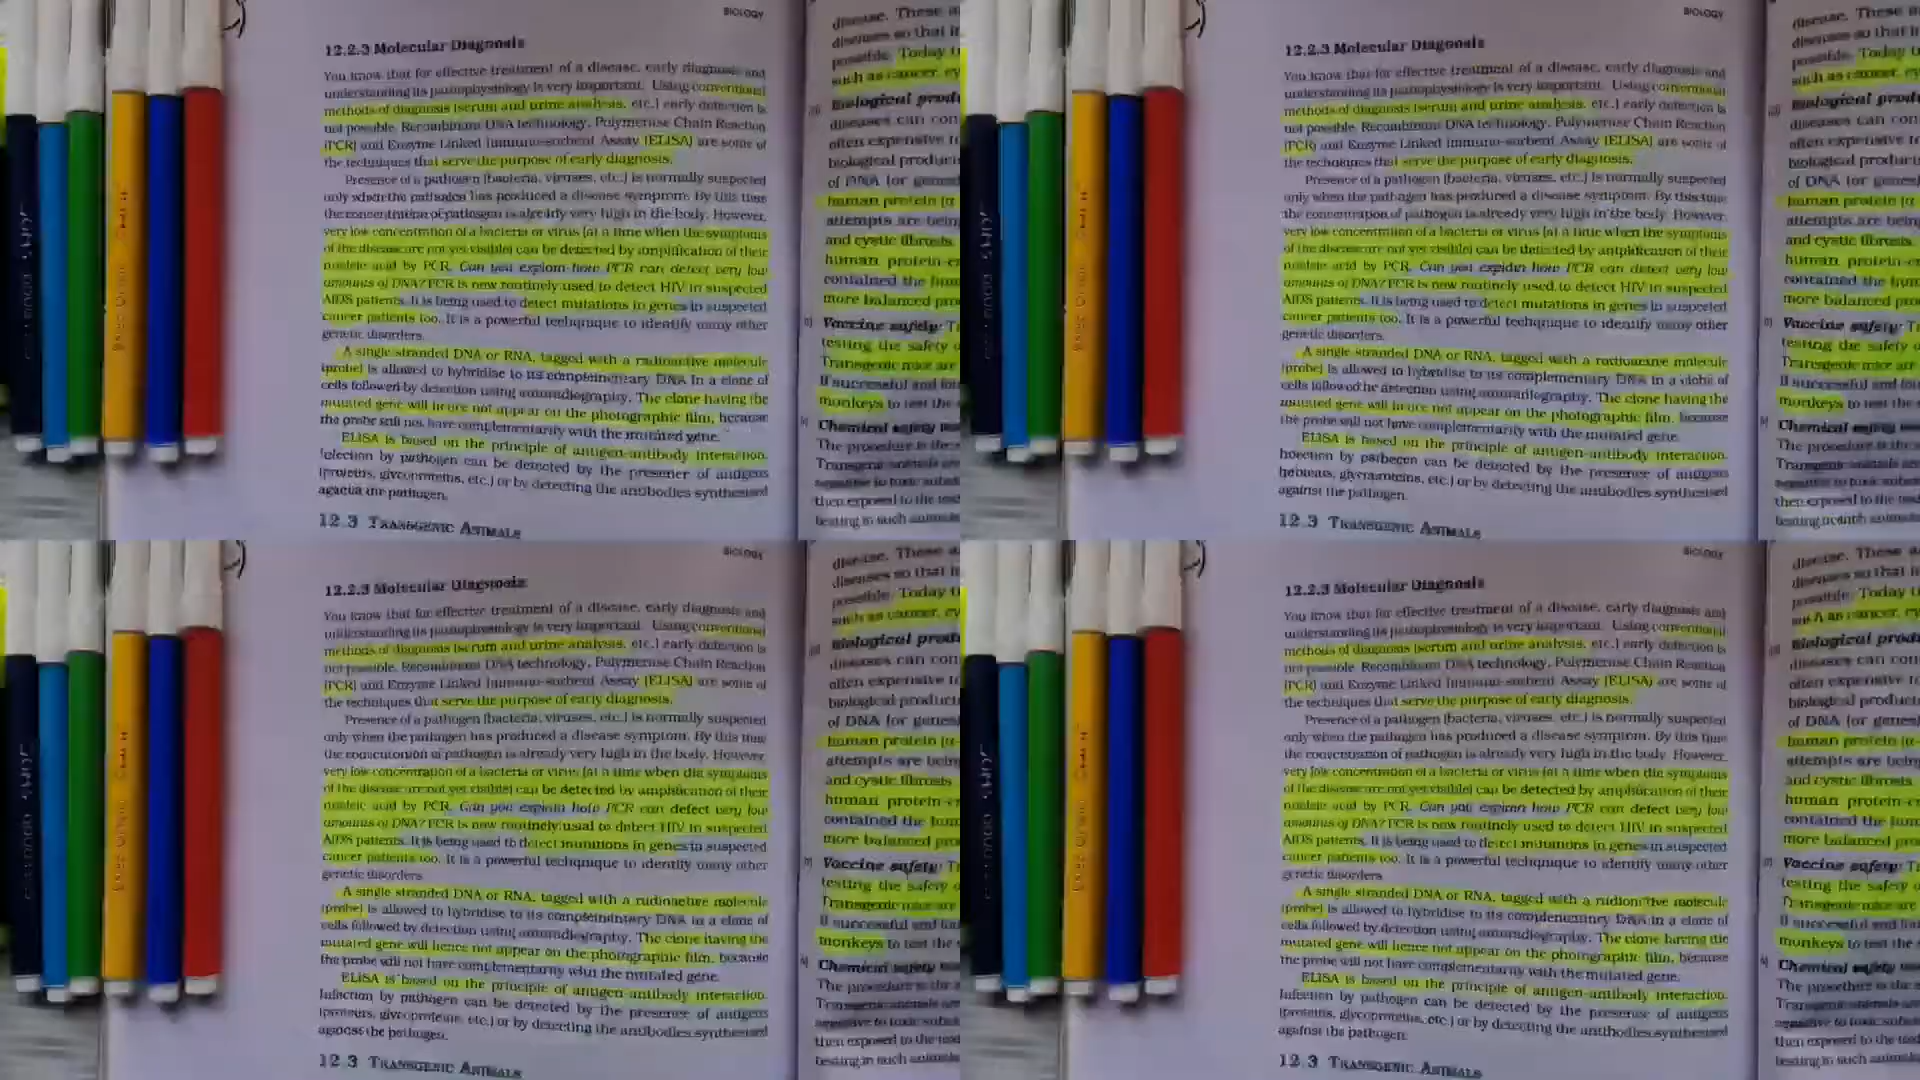 BIOLOGY
12.2.3 Molecular Diagnosis
You know that for effective treatment of a disease, early diagnosis and
understanding its pathophysiology is very important. Using conventional
methods of diagnosis (serum and urine analysis, etc.) early detection is
not possible. Recombinant DNA technology, Polymerase Chain Reaction
(PCR) and Enzyme Linked Immuno-sorbent Assay (ELISA) are some of
the techniques that serve the purpose of early diagnosis.
Presence of a pathogen (bacteria, viruses, etc.) is normally suspected
only when the pathogen has produced a disease symptom. By this time
the concentration of pathogen is already very high in the body. However,
very low concentration of a bacteria or virus (at a time when the symptoms
of the disease are not yet visible) can be detected by amplification of their
nucleic acid by PCR. Can you explain how PCR can detect very low
amounts of DNA? PCR is now routinely used to detect HIV in suspected
AIDS patients. It is being used to detect mutations in genes in suspected
cancer patients too. It is a powerful techqnique to identify many other
genetic disorders.
A single stranded DNA or RNA, tagged with a radioactive molecule
(probe) is allowed to hybridise to its complementary DNA in a clone of
cells followed by detection using autoradiography. The clone having the
mutated gene will hence not appear on the photographic film, because
the probe will not have complementarity with the mutated gene.
ELISA is based on the principle of antigen-antibody interaction.
Infection by pathogen can be detected by the presence of antigens
(proteins, glycoproteins, etc.) or by detecting the antibodies synthesised
against the pathogen.
12.3 TRANSGENIC ANIMALS
disease. These
diseases so that
possible. Today
such as cancer,
Biological
diseases can
often expensive
biological
of DNA (or
human protein
attempts are
and cystic fibrosis.
human
contained the
more balanced
Vaccine safety:
testing the safety
Transgenic mice are
If successful and
monkeys to test the
Chemical safety
The procedure is the
Transgenic animals
sensitive to toxic
then exposed to the
testing in such